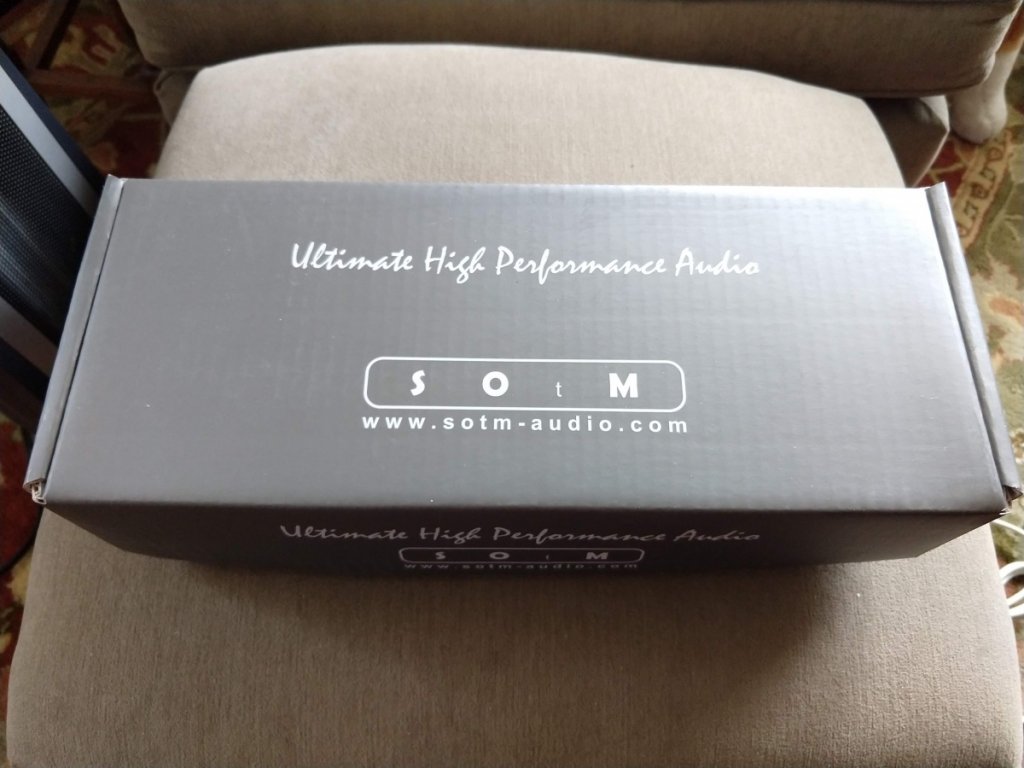 Ultimate High Performance Audio
S O t M
www.sotm-audio.com
Ultimate High Performance Audio
S O t M
www.sotm-audio.com